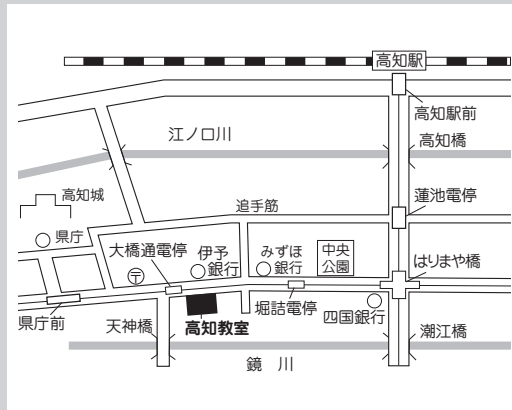 高知駅
高知駅前
江ノ口川
高知橋
高知城
蓮池電停
追手筋
県庁
大橋通電停
伊予
銀行
みずほ
銀行
中央
公園
はりまや橋
〒
県庁前
天神橋
高知教室
堀詰電停
四国銀行
潮江橋
鏡 川